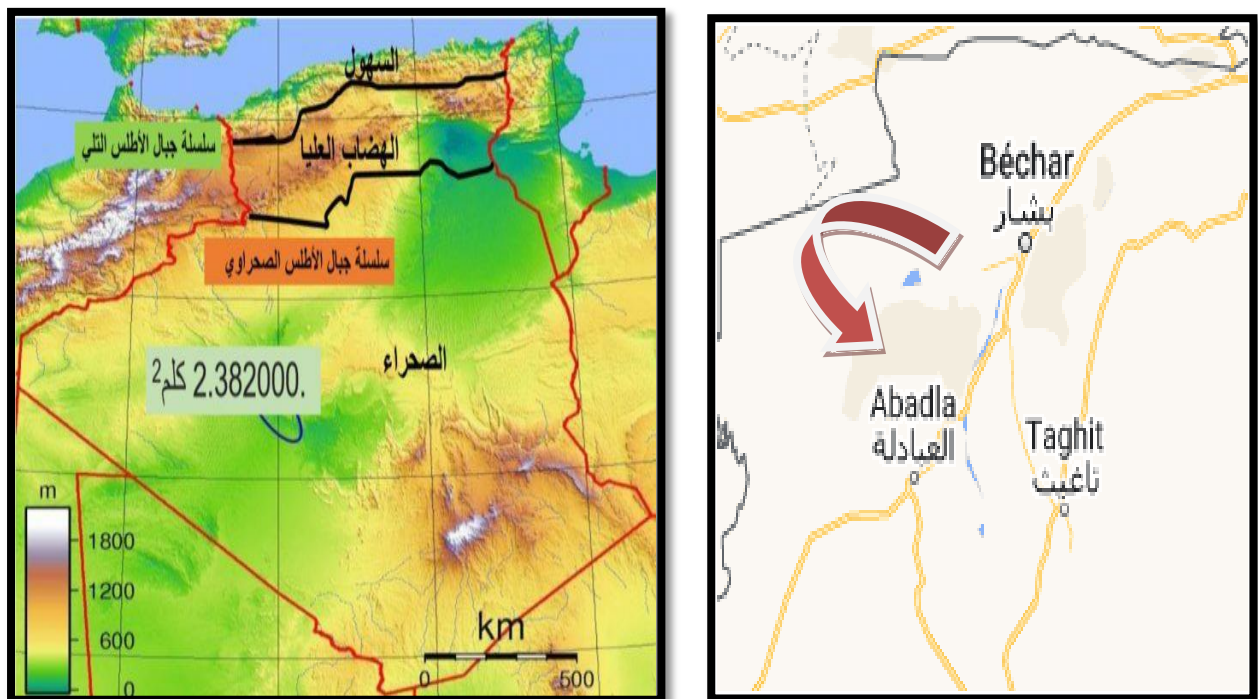 السهول
سلسلة جبال الأطلس التلي
الهضاب العليا
سلسلة جبال الأطلس الصحراوي
الصحراء
2.382000. كلم2
m
1800
1200
600
0
km
0 500
Béchar
بشار
Abadla
العبادلة
Taghit
تاغيت